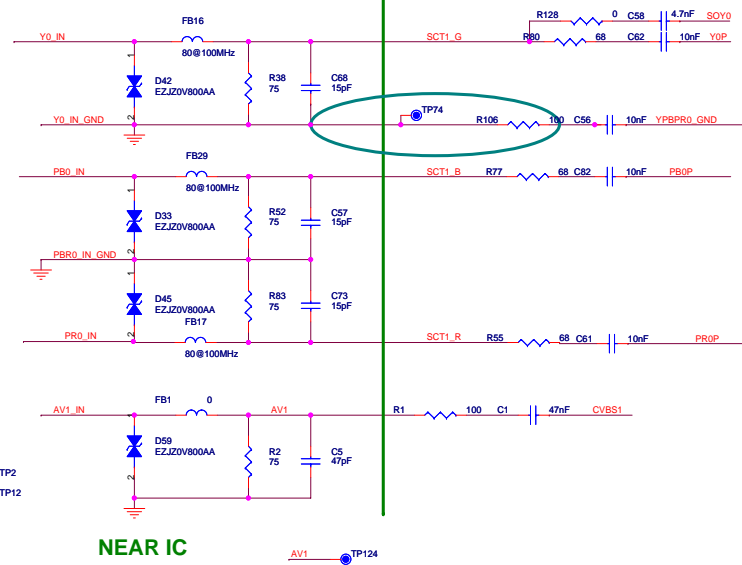 FB16
R128 0 C58 4.7nF SOY0
Y0_IN SCT1_G R80 68 C62 10nF Y0P
80@100MHz
1
D42 R38 C68
EZJZ0V800AA 75 15pF
2
TP74
Y0_IN_GND R106 100 C56 10nF YPBPR0_GND
FB29
PB0_IN SCT1_B R77 68 C82 10nF PB0P
80@100MHz
1
D33 R52 C57
EZJZ0V800AA 75 15pF
2
PBR0_IN_GND
1
D45 R83 C73
EZJZ0V800AA 75 15pF
FB17
2
PR0_IN SCT1_R R55 68 C61 10nF PR0P
80@100MHz
FB1 0
AV1_IN AV1 R1 100 C1 47nF CVBS1
1
D59 R2 C5
EZJZ0V800AA 75 47pF
2
TP2
TP12
NEAR IC
AV1 TP124